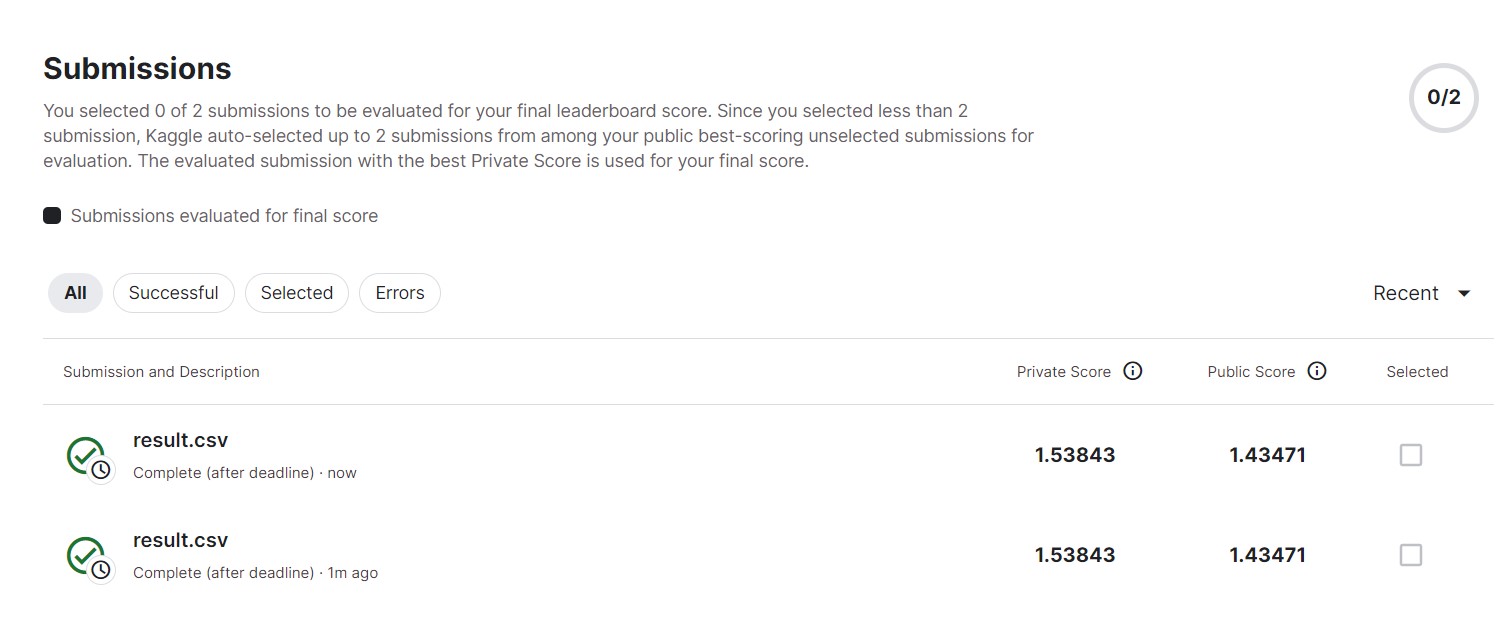 Submissions
You selected 0 of 2 submissions to be evaluated for your final leaderboard score. Since you selected less than 2
submission, Kaggle auto-selected up to 2 submissions from among your public best-scoring unselected submissions for
evaluation. The evaluated submission with the best Private Score is used for your final score.
0/2
Submissions evaluated for final score
All Successful Selected Errors Recent
Submission and Description Private Score Public Score Selected
result.csv
Complete (after deadline) · now
1.53843 1.43471
result.csv
Complete (after deadline) · 1m ago
1.53843 1.43471